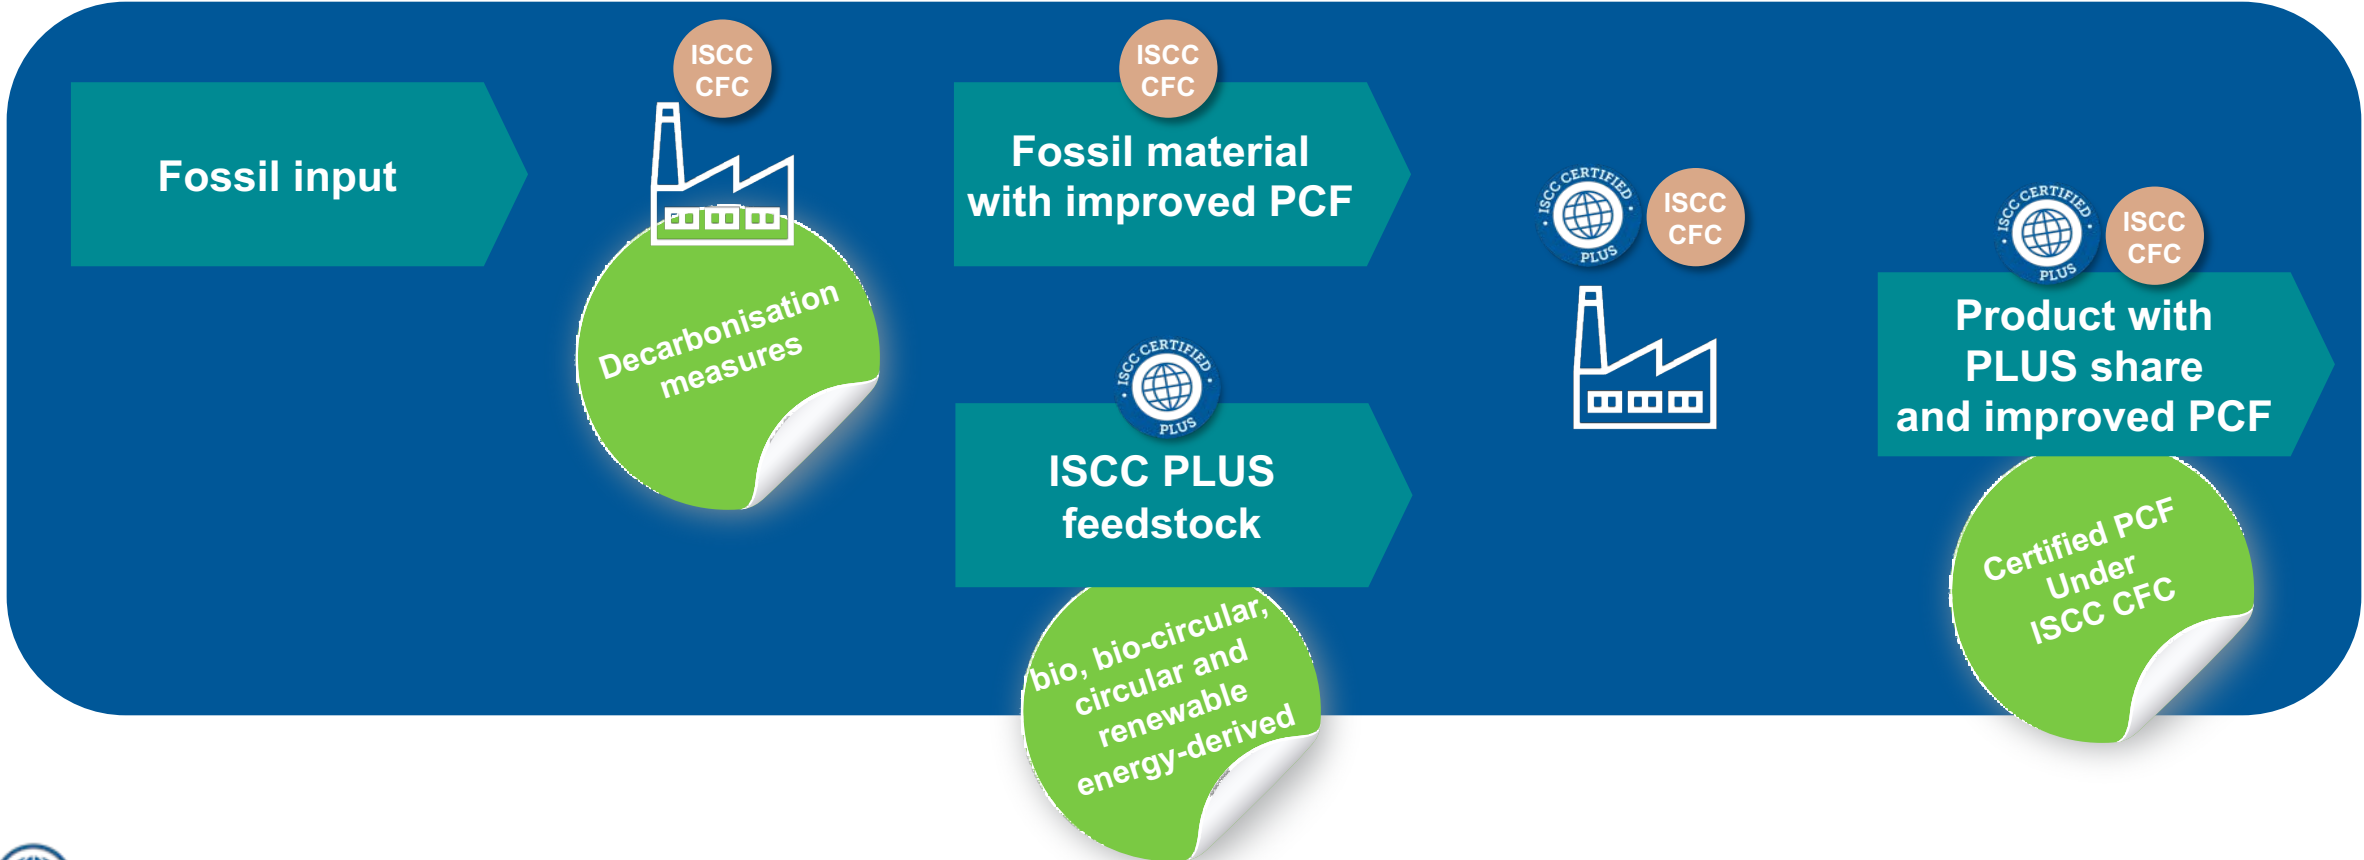 ISCC
CFC
Fossil input
Decarbonisation
measures
ISCC
CFC
Fossil material
with improved PCF
ISCC CERTIFIED
PLUS
ISCC PLUS
feedstock
bio, bio-circular,
circular and
renewable
energy-derived
ISCC CERTIFIED
PLUS
ISCC
CFC
ISCC CERTIFIED
PLUS
ISCC
CFC
Product with
PLUS share
and improved PCF
Certified PCF
Under
ISCC CFC